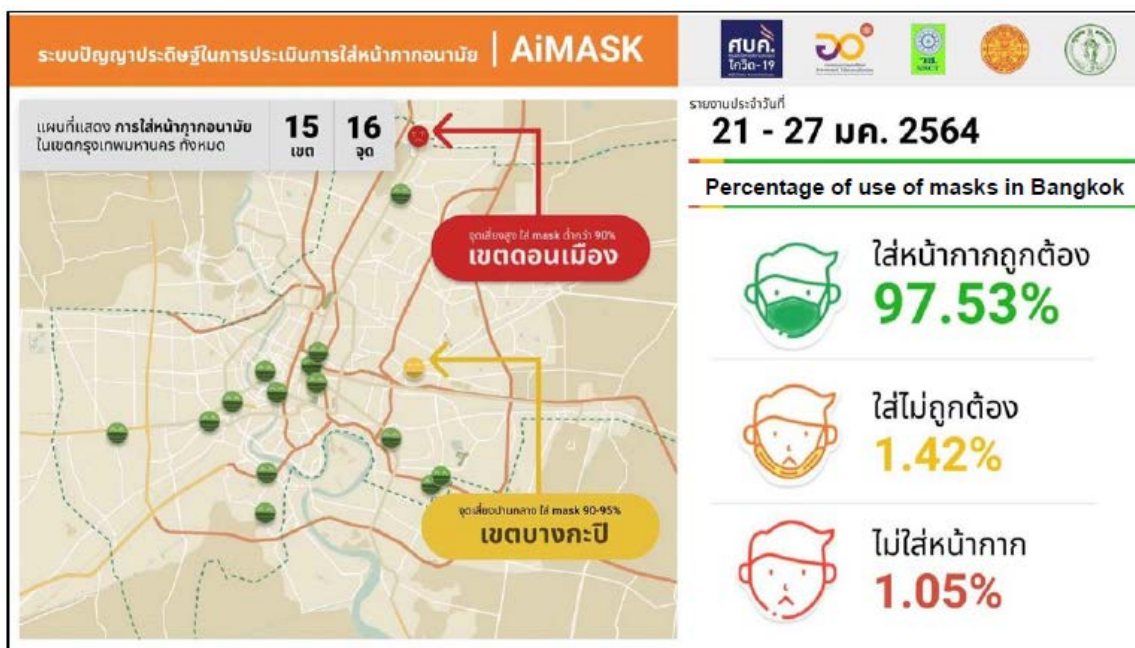 ระบบปัญญาประดิษฐ์ในการประเมินการใส่หน้ากากอนามัย | AiMASK
ศบค.
โควิด-19
แผนที่แสดง การใส่หน้ากากอนามัย
ในเขตกรุงเทพมหานคร ทั้งหมด
15
เขต
16
จุด
จุดเสี่ยงสูง ใส่ mask ต่ำกว่า 90%
เขตดอนเมือง
จุดเสี่ยงปานกลาง ใส่ mask 90-95%
เขตบางกะปิ
รายงานประจำวันที่
21 - 27 มค. 2564
Percentage of use of masks in Bangkok
ใส่หน้ากากถูกต้อง
97.53%
ใส่ไม่ถูกต้อง
1.42%
ไม่ใส่หน้ากาก
1.05%